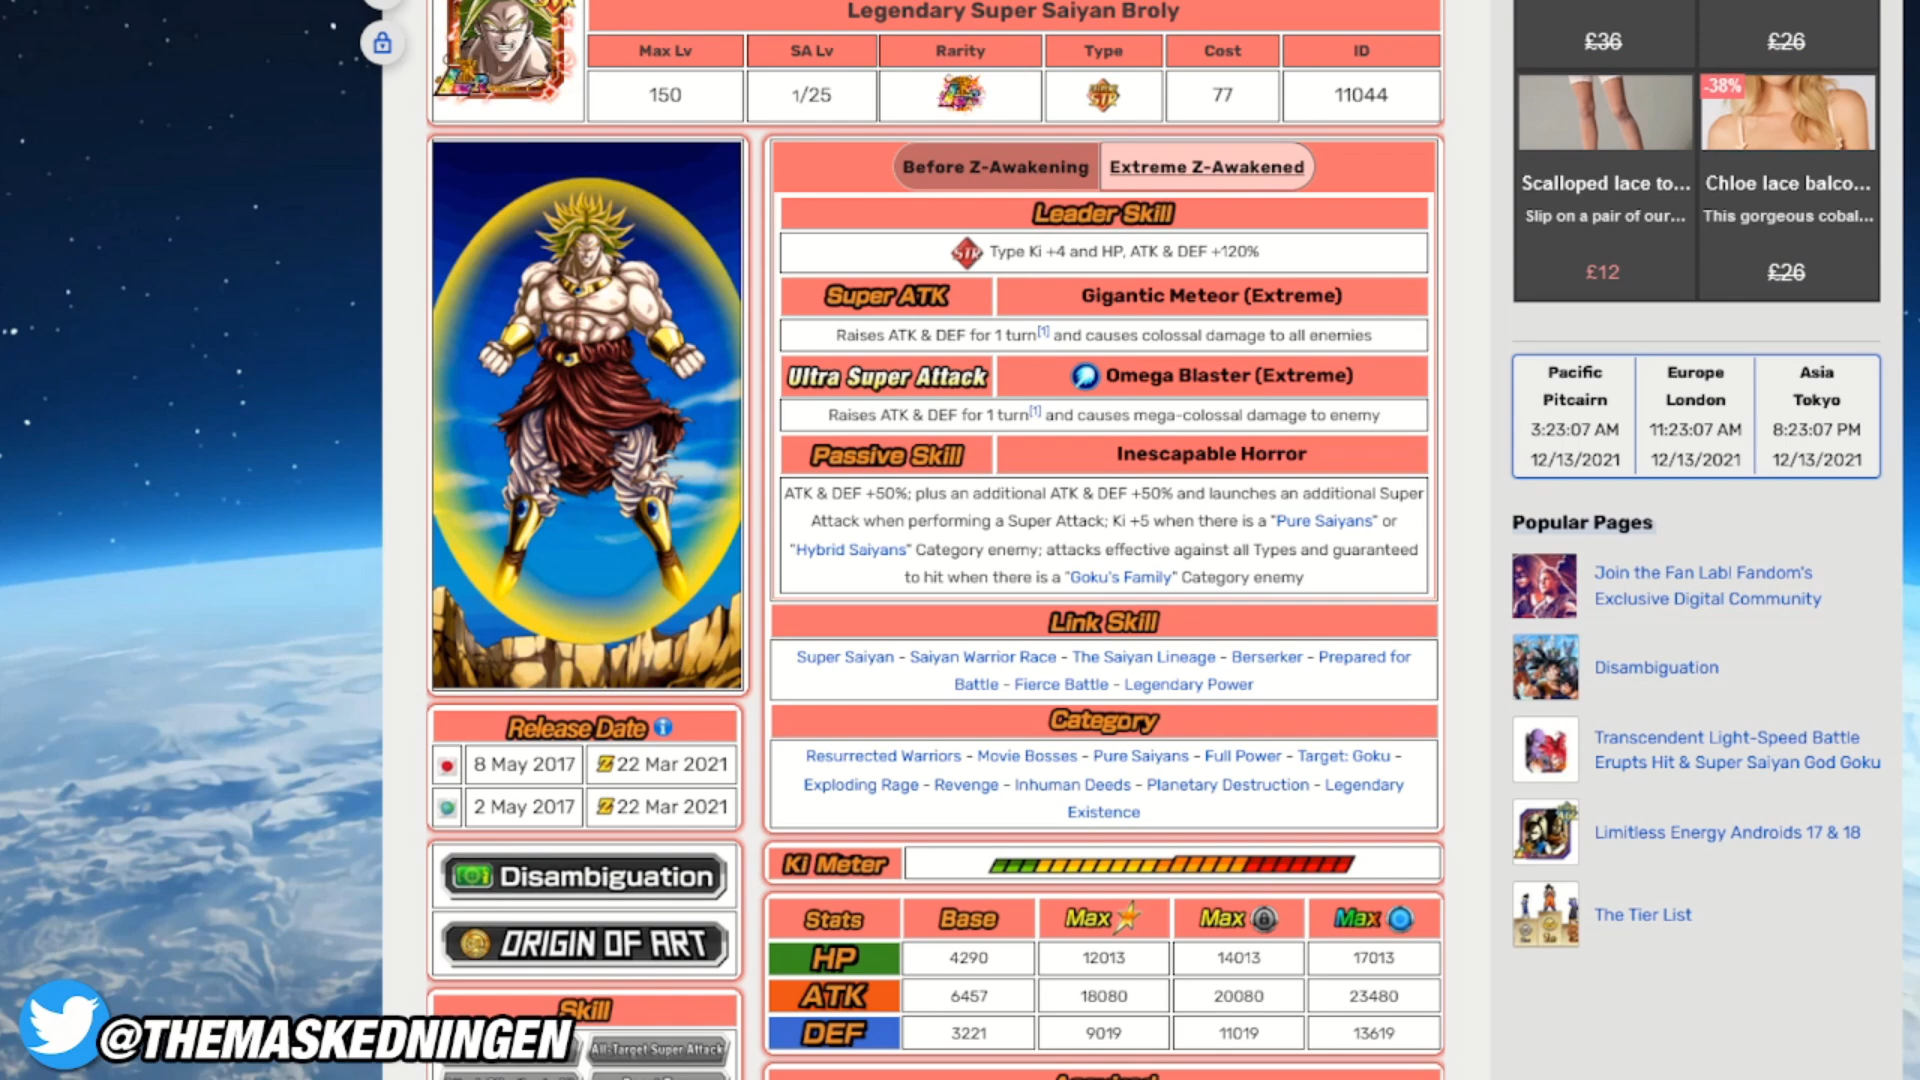 Legendary Super Saiyan Broly
Max Lv SA Lv Rarity Type Cost ID
150 1/25 LR SUPER STR 77 11044
Before Z-Awakening Extreme Z-Awakened
Leader Skill
STR Type Ki +4 and HP, ATK & DEF +120%
Super ATK Gigantic Meteor (Extreme)
Raises ATK & DEF for 1 turn[1] and causes colossal damage to all enemies
Ultra Super Attack Omega Blaster (Extreme)
Raises ATK & DEF for 1 turn[1] and causes mega-colossal damage to enemy
Passive Skill Inescapable Horror
ATK & DEF +50%; plus an additional ATK & DEF +50% and launches an additional Super
Attack when performing a Super Attack; Ki +5 when there is a "Pure Saiyans" or
"Hybrid Saiyans" Category enemy; attacks effective against all Types and guaranteed
to hit when there is a "Goku's Family" Category enemy
Link Skill
Super Saiyan - Saiyan Warrior Race - The Saiyan Lineage - Berserker - Prepared for
Battle - Fierce Battle - Legendary Power
Category
Resurrected Warriors - Movie Bosses - Pure Saiyans - Full Power - Target: Goku -
Exploding Rage - Revenge - Inhuman Deeds - Planetary Destruction - Legendary
Existence
Ki Meter
Stats Base Max Max Max
HP 4290 12013 14013 17013
ATK 6457 18080 20080 23480
DEF 3221 9019 11019 13619
Release Date
8 May 2017 Z 22 Mar 2021
2 May 2017 Z 22 Mar 2021
Disambiguation
ORIGIN OF ART
Skill
All-Target Super Attack
@THEMASKEDNINGEN
£36 £26
-38%
Scalloped lace to... Chloe lace balco...
Slip on a pair of our... This gorgeous cobal...
£12 £26
Pacific Europe Asia
Pitcairn London Tokyo
3:23:07 AM 11:23:07 AM 8:23:07 PM
12/13/2021 12/13/2021 12/13/2021
Popular Pages
Join the Fan Lab! Fandom's
Exclusive Digital Community
Disambiguation
Transcendent Light-Speed Battle
Erupts Hit & Super Saiyan God Goku
Limitless Energy Androids 17 & 18
The Tier List